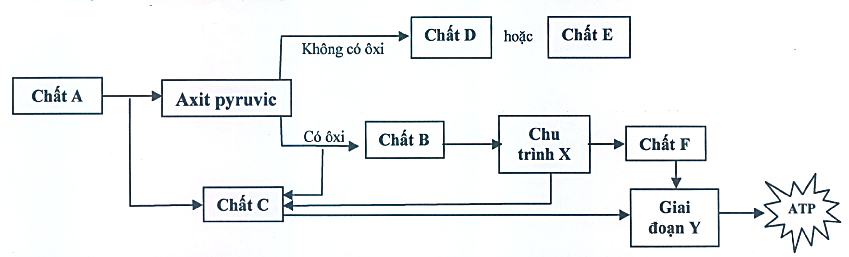 Không có ôxi
Chất D
hoặc
Chất E
Chất A
Axit pyruvic
Có ôxi
Chất B
Chu
trình X
Chất F
Chất C
Giai
đoạn Y
ATP